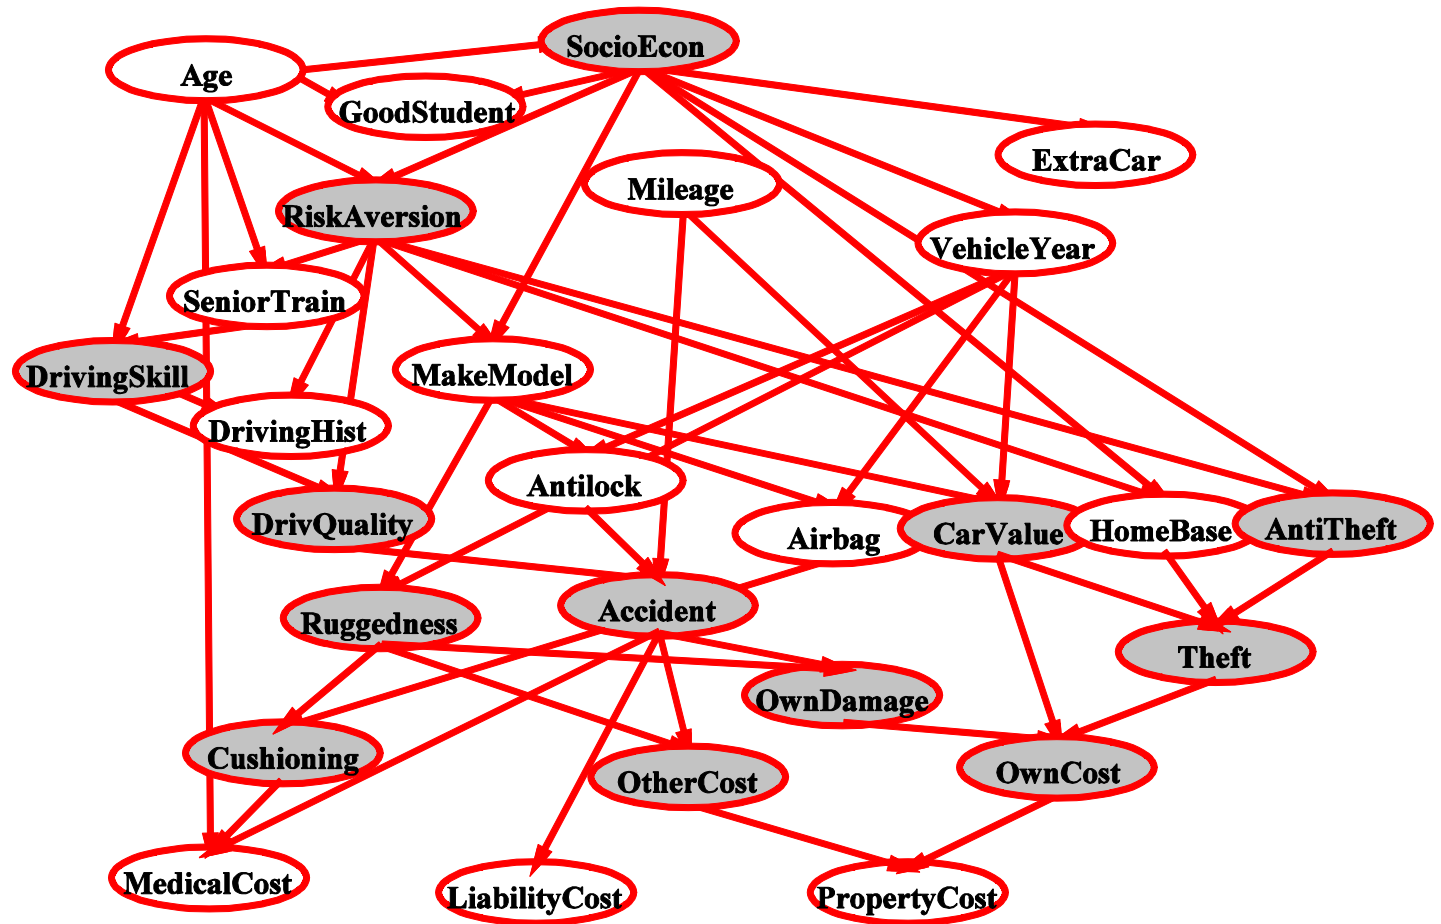 SocioEcon
Age
GoodStudent
ExtraCar
Mileage
RiskAversion
VehicleYear
SeniorTrain
DrivingSkill
MakeModel
DrivingHist
Antilock
DrivQuality
Airbag
CarValue
HomeBase
AntiTheft
Accident
Ruggedness
Theft
OwnDamage
Cushioning
OtherCost
OwnCost
MedicalCost
LiabilityCost
PropertyCost